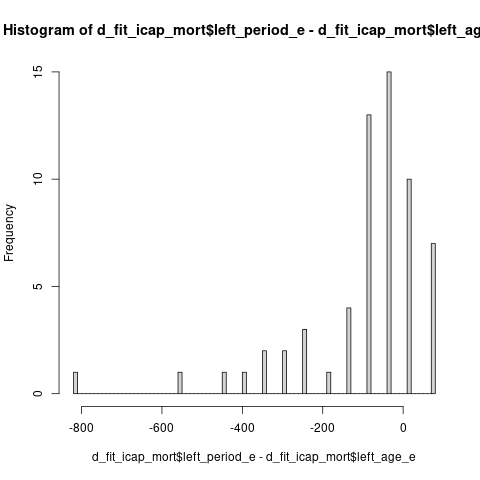 Histogram of d_fit_icap_mort$left_period_e - d_fit_icap_mort$left_ag
15
10
5
0
Frequency
-800 -600 -400 -200 0
d_fit_icap_mort$left_period_e - d_fit_icap_mort$left_age_e